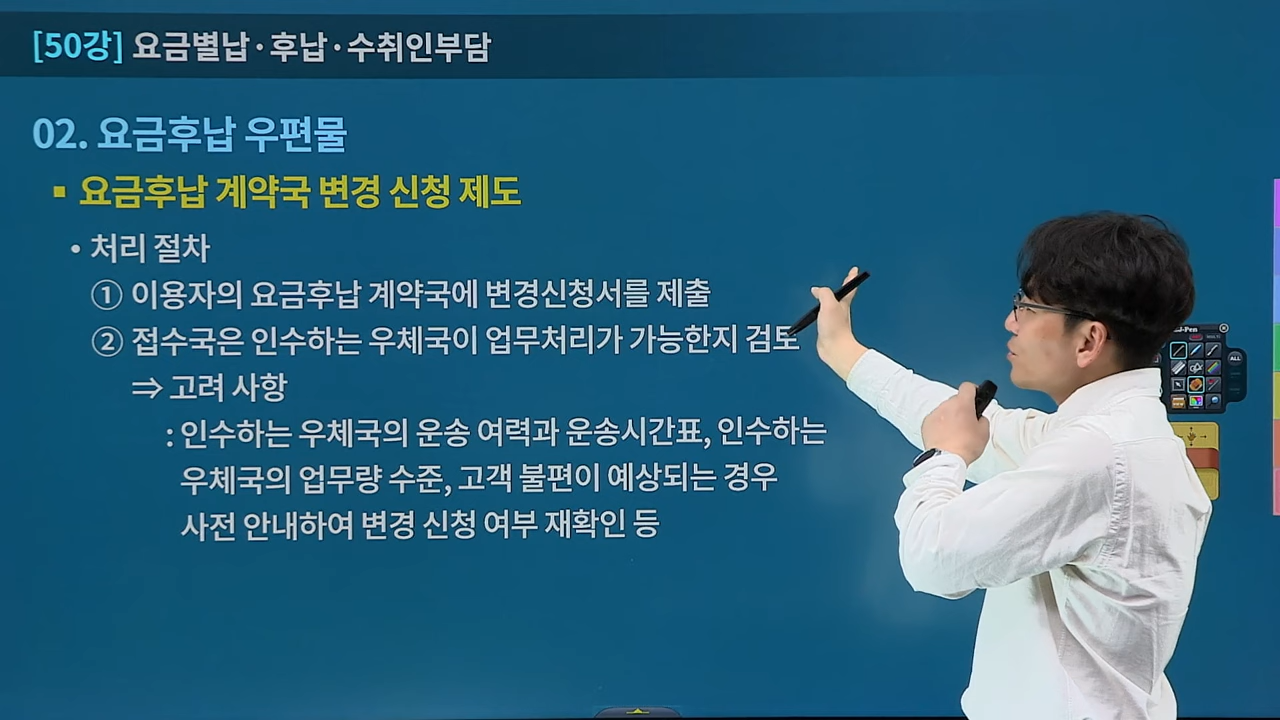 [50강] 요금별납·후납·수취인부담
02. 요금후납 우편물
▪ 요금후납 계약국 변경 신청 제도
• 처리 절차
① 이용자의 요금후납 계약국에 변경신청서를 제출
② 접수국은 인수하는 우체국이 업무처리가 가능한지 검토
⇒ 고려 사항
: 인수하는 우체국의 운송 여력과 운송시간표, 인수하는
우체국의 업무량 수준, 고객 불편이 예상되는 경우
사전 안내하여 변경 신청 여부 재확인 등
ALL